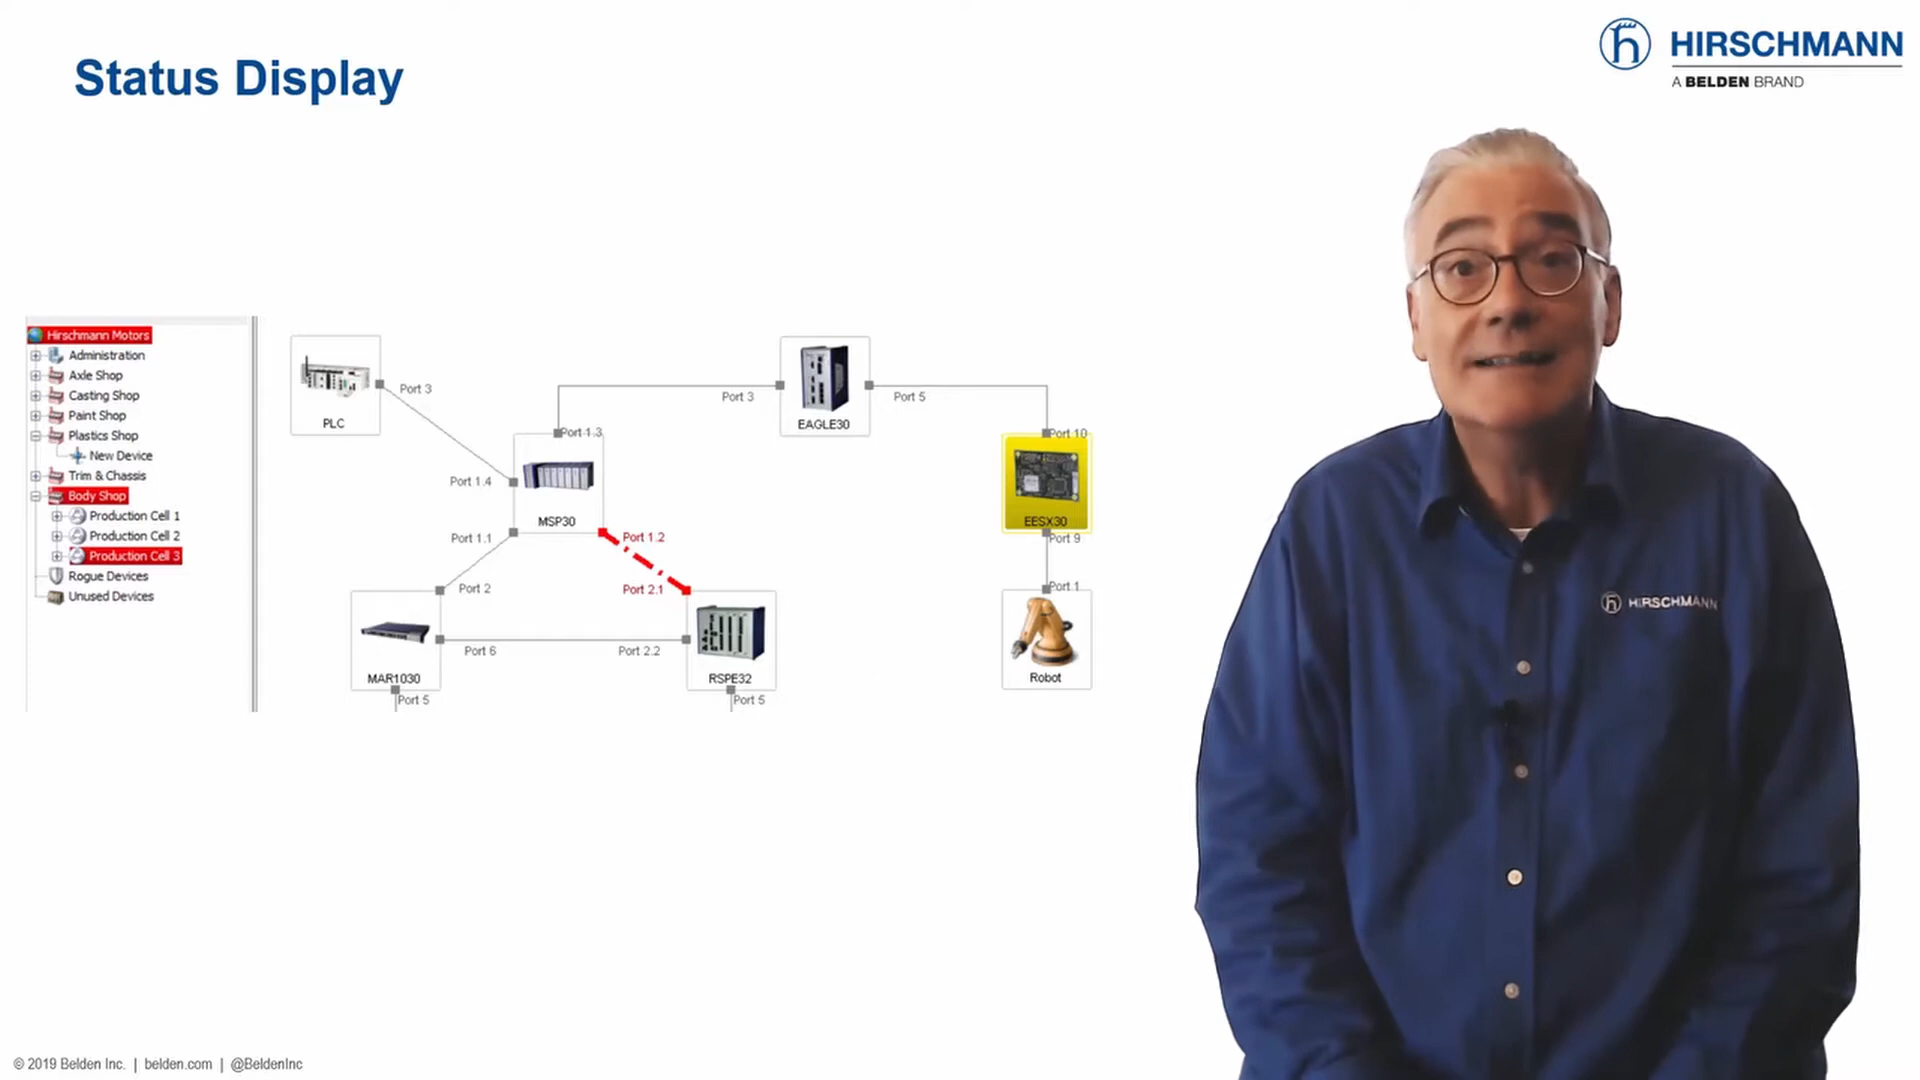 Status Display
HIRSCHMANN
A BELDEN BRAND
Hirschmann Motors
Administration
Axle Shop
Casting Shop
Paint Shop
Plastics Shop
New Device
Trim & Chassis
Body Shop
Production Cell 1
Production Cell 2
Production Cell 3
Rogue Devices
Unused Devices
PLC
Port 3
Port 1.3
Port 1.4
MSP30
Port 1.1
Port 1.2
Port 2
Port 2.1
MAR1030
Port 6
Port 2.2
RSPE32
Port 5
Port 5
Port 3
EAGLE30
Port 5
Port 10
EESX30
Port 9
Port 1
Robot
HIRSCHMANN
© 2019 Belden Inc. | belden.com | @BeldenInc